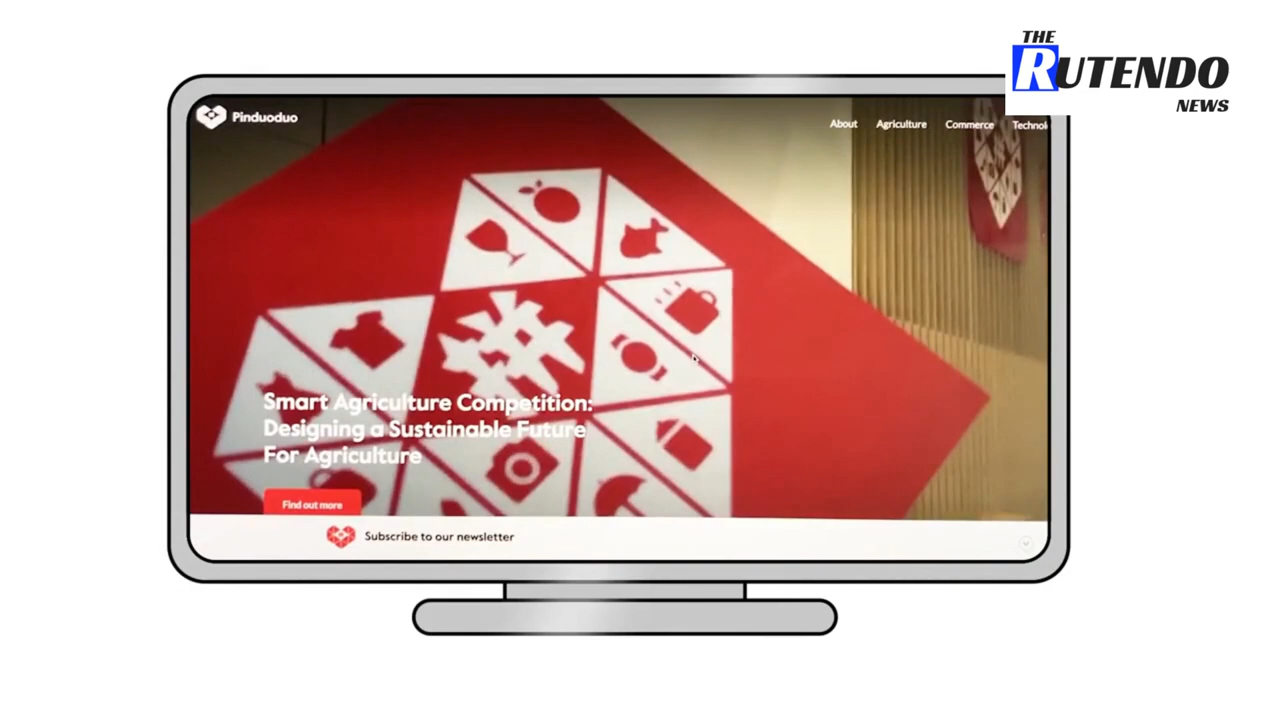 THE
RUTENDO
NEWS
Pinduoduo
About Agriculture Commerce
拼
Smart Agriculture Competition:
Designing a Sustainable Future
For Agriculture
Find out more
Subscribe to our newsletter